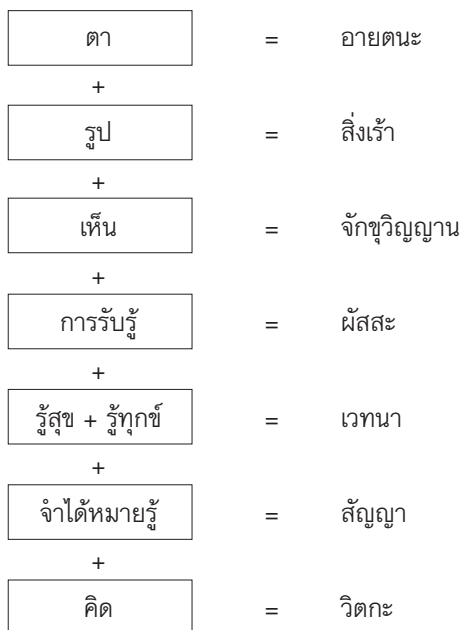 ตา = อายตนะ
+
รูป = สิ่งเร้า
+
เห็น = จักขุวิญญาน
+
การรับรู้ = ผัสสะ
+
รู้สุข + รู้ทุกข์ = เวทนา
+
จำได้หมายรู้ = สัญญา
+
คิด = วิตกะ